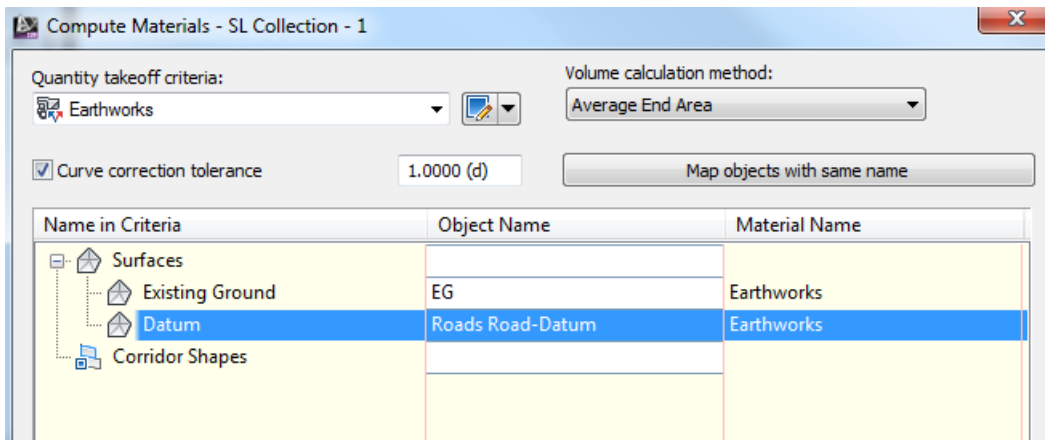 Compute Materials - SL Collection - 1
Quantity takeoff criteria:
Volume calculation method:
Earthworks
Average End Area
Curve correction tolerance
1.0000 (d)
Map objects with same name
Name in Criteria
Object Name
Material Name
Surfaces
Existing Ground
EG
Earthworks
Datum
Roads Road-Datum
Earthworks
Corridor Shapes